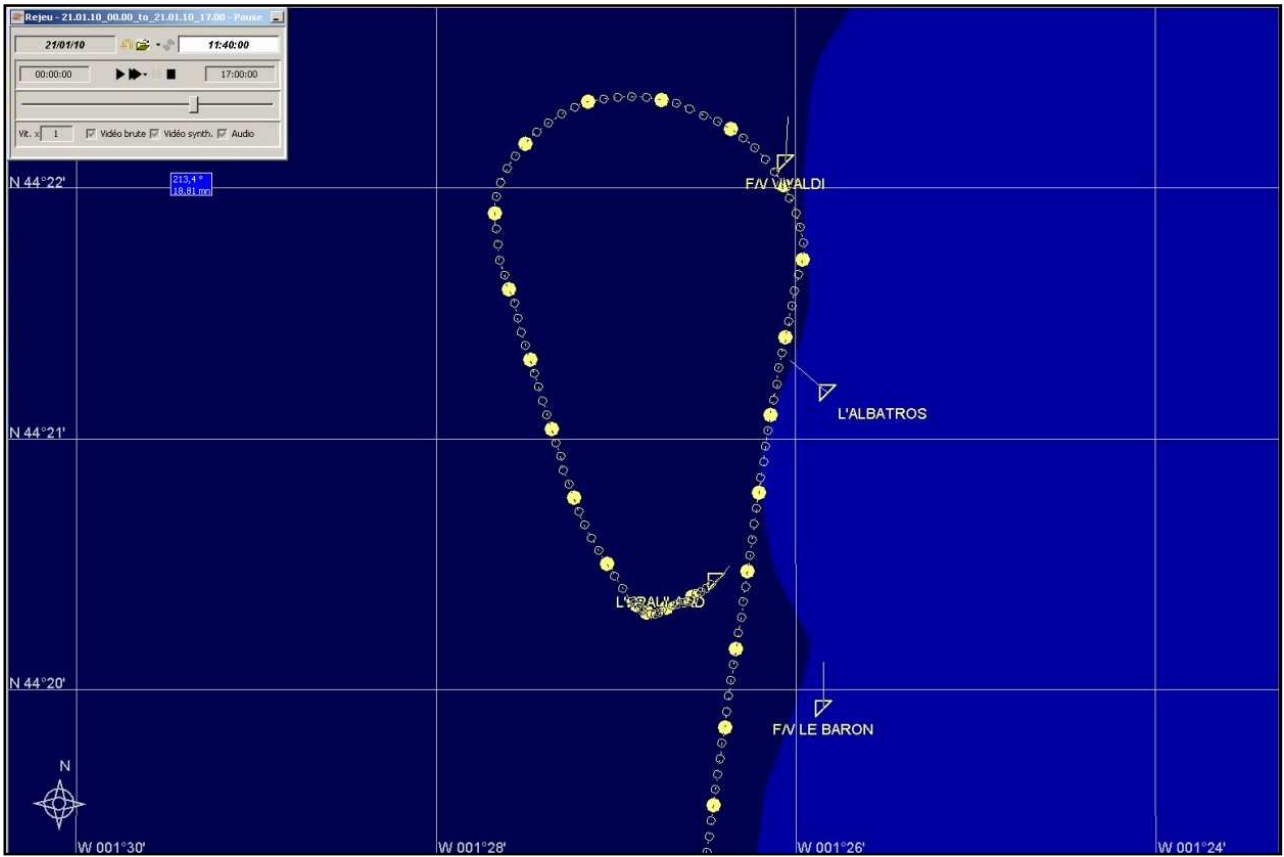 Rejeu - 21.01.10_00.00_to_21.01.10_17.00 - Pause
21/01/10 11:40:00
00:00:00 17:00:00
Vit. x 1 Vidéo brute Vidéo synth. Audio
N 44°22'
213,4 °
18.81 mn
F/V VIVALDI
L'ALBATROS
N 44°21'
N 44°20'
F/V LE BARON
N
W 001°30' W 001°28' W 001°26' W 001°24'